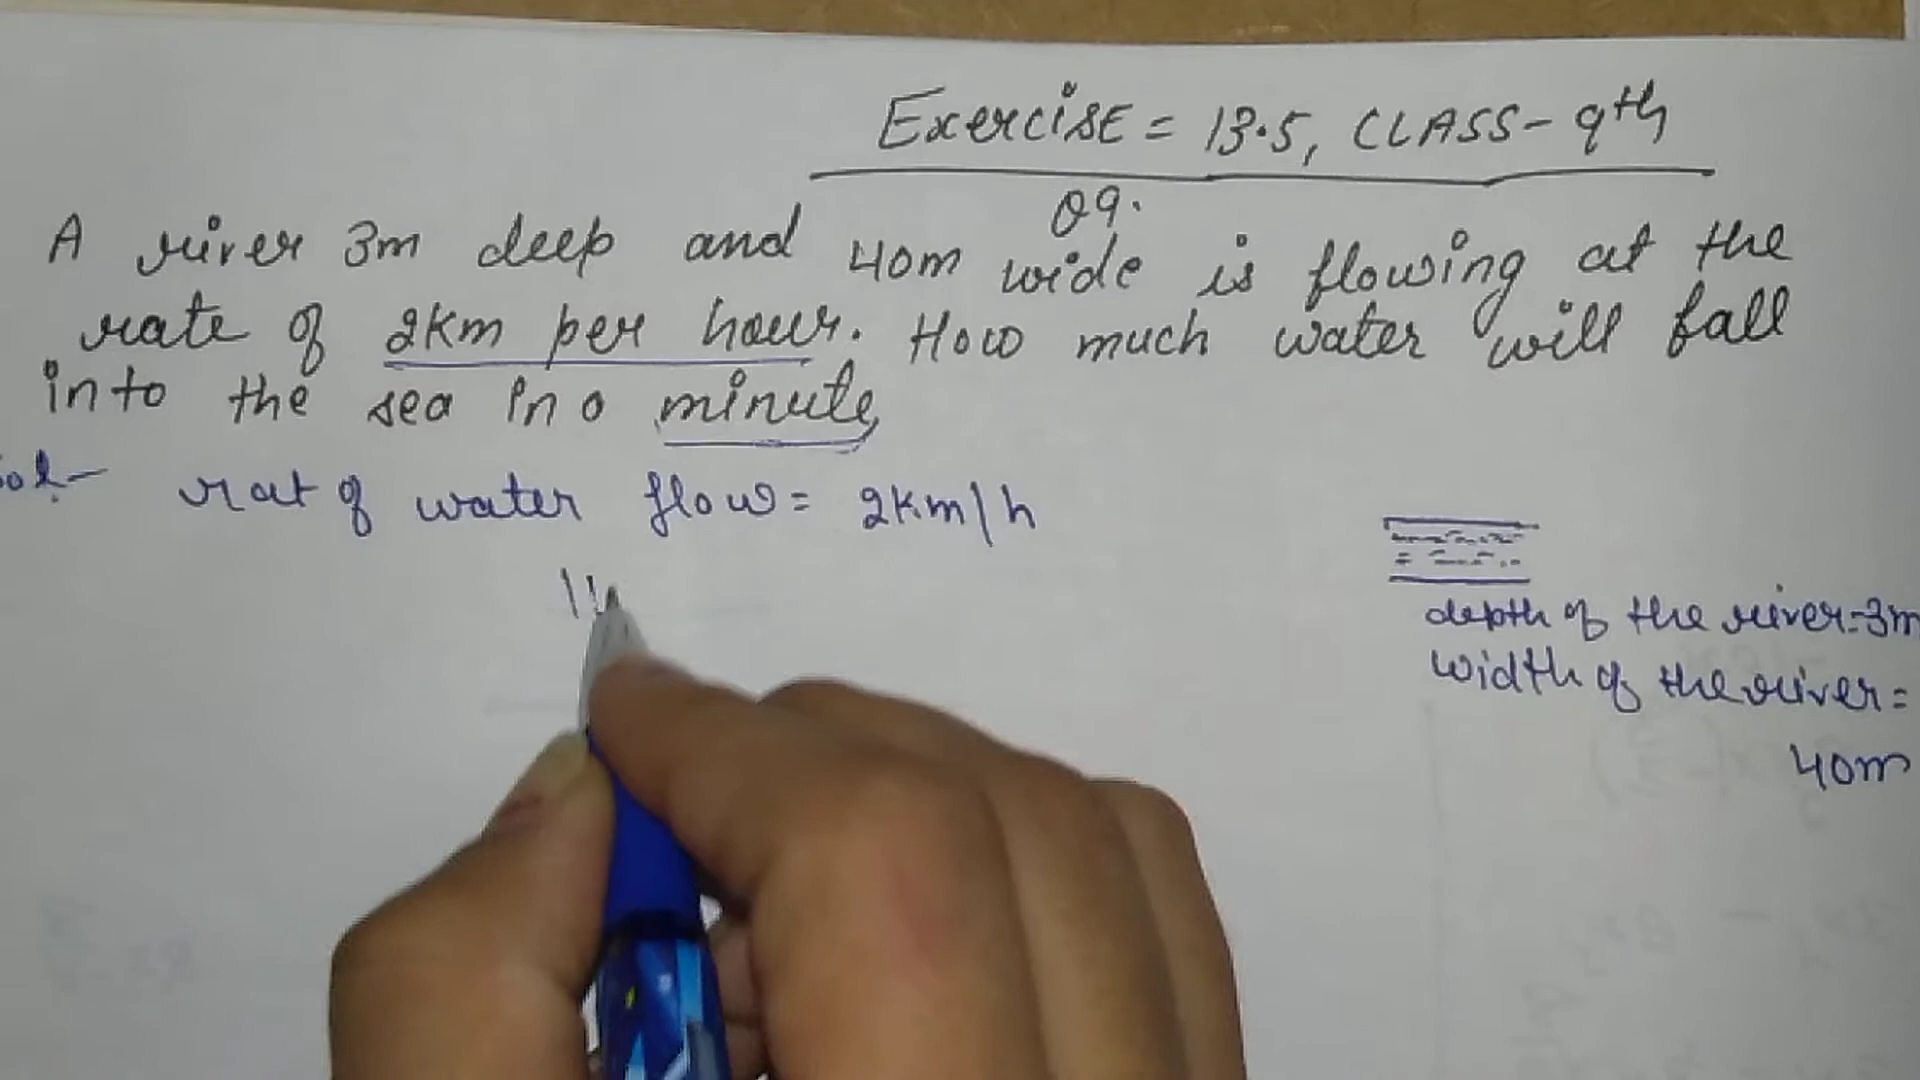 Exercise = 13.5, CLASS- 9th
Q9.
A river 3m deep and 40m wide is flowing at the
rate of 2km per hour. How much water will fall
into the sea in a minute
Sol- rat of water flow= 2km/h
depth of the river=3m
width of the river=
40m